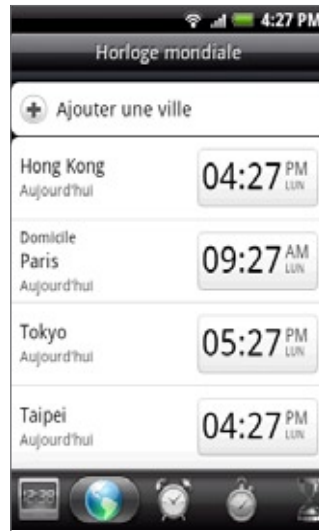 4:27 PM
Horloge mondiale
Ajouter une ville
Hong Kong
Aujourd'hui
04:27 PM LUN
Domicile
Paris
Aujourd'hui
09:27 AM LUN
Tokyo
Aujourd'hui
05:27 PM LUN
Taipei
Aujourd'hui
04:27 PM LUN
12:38